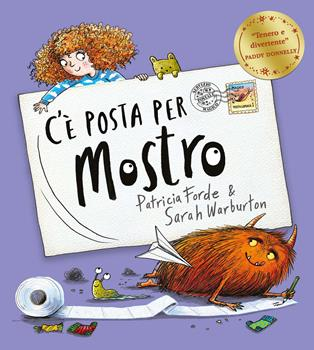 "Tenero e
divertente"
PADDY DONNELLY
C'È POSTA PER
Mostro
Patricia Forde &
Sarah Warburton